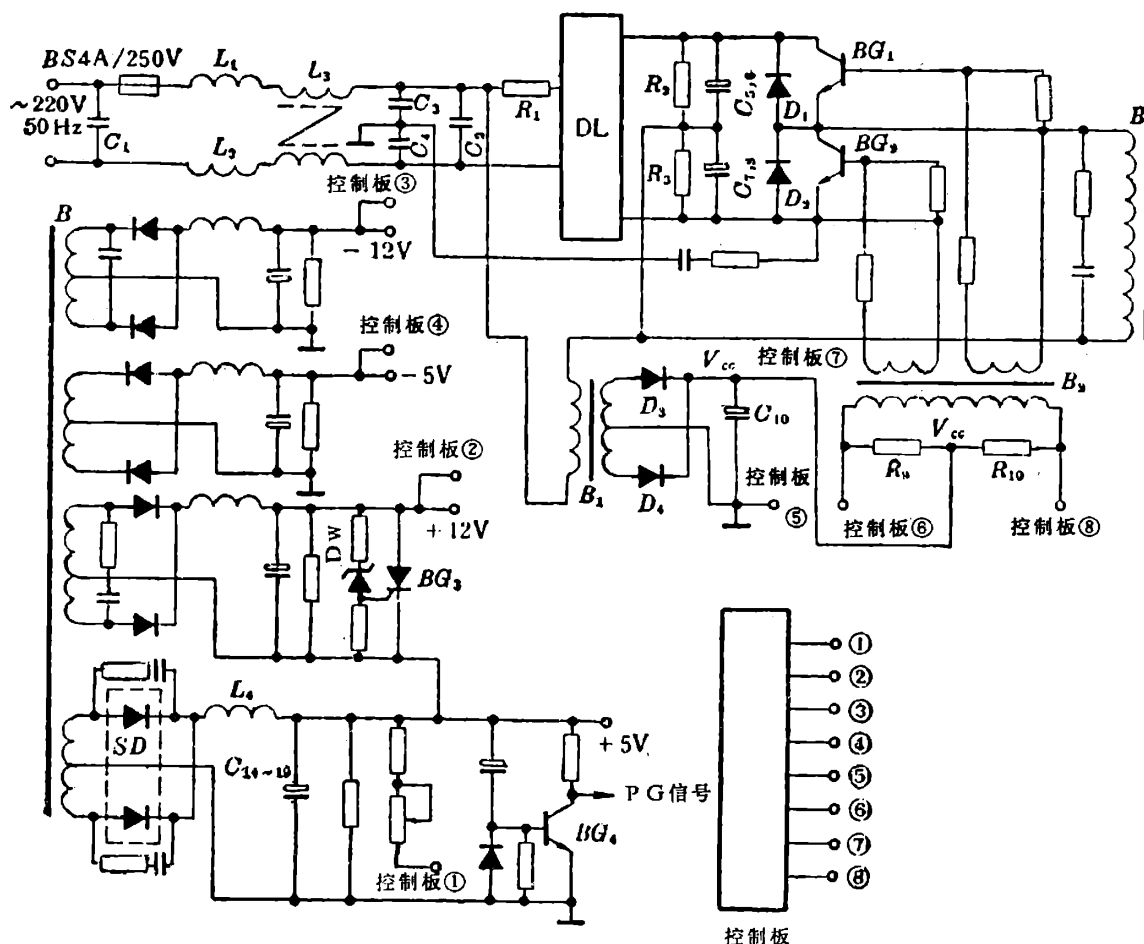 BS4A/250V
L₁
L₃
~220V
50Hz
C₁
L₂
C₃
C₄
C₂
R₁
DL
R₂
R₃
C₅,₆
C₇,₈
D₁
D₂
BG₁
BG₂
B
控制板③
B
-12V
控制板④
-5V
控制板②
+12V
DW
BG₃
SD
L₄
C₁₄~₁₉
控制板①
+5V
PG信号
BG₄
B₁
D₃
D₄
V_cc
C₁₀
控制板⑦
控制板
⑤
B₂
V_cc
R₉
R₁₀
控制板⑥
控制板⑧
①
②
③
④
⑤
⑥
⑦
⑧
控制板